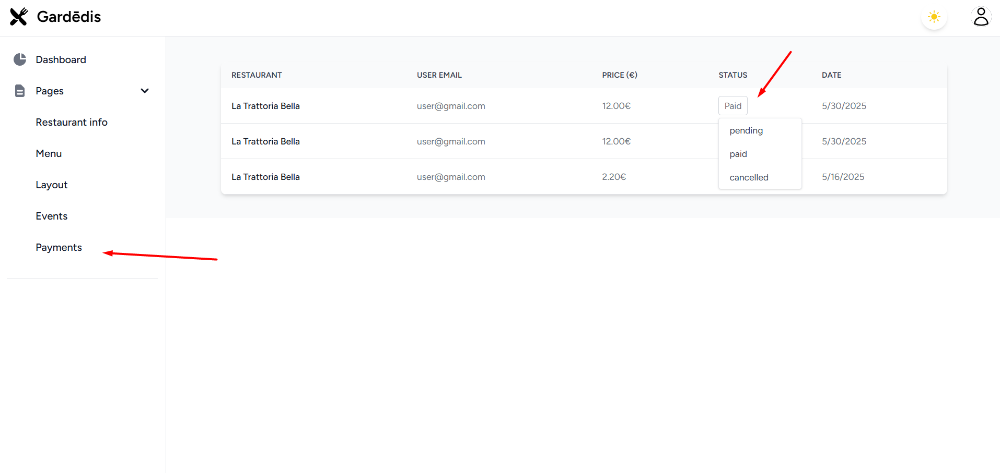 Gardēdis
Dashboard
Pages
Restaurant info
Menu
Layout
Events
Payments
RESTAURANT USER EMAIL PRICE (€) STATUS DATE
La Trattoria Bella user@gmail.com 12.00€ Paid 5/30/2025
pending
La Trattoria Bella user@gmail.com 12.00€ 5/30/2025
paid
La Trattoria Bella user@gmail.com 2.20€ 5/16/2025
cancelled